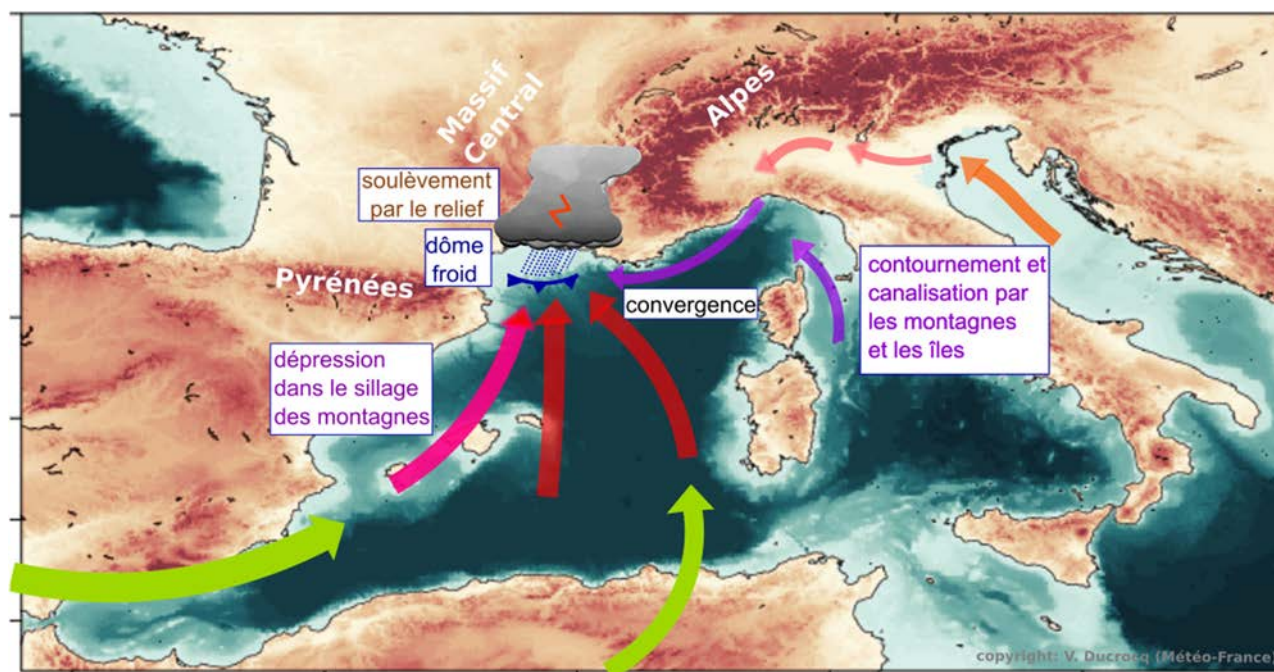 Massif
Central
Alpes
soulèvement
par le relief
dôme
froid
Pyrénées
convergence
contournement et
canalisation par
les montagnes
et les îles
dépression
dans le sillage
des montagnes
copyright: V. Ducrocq (Météo-France)